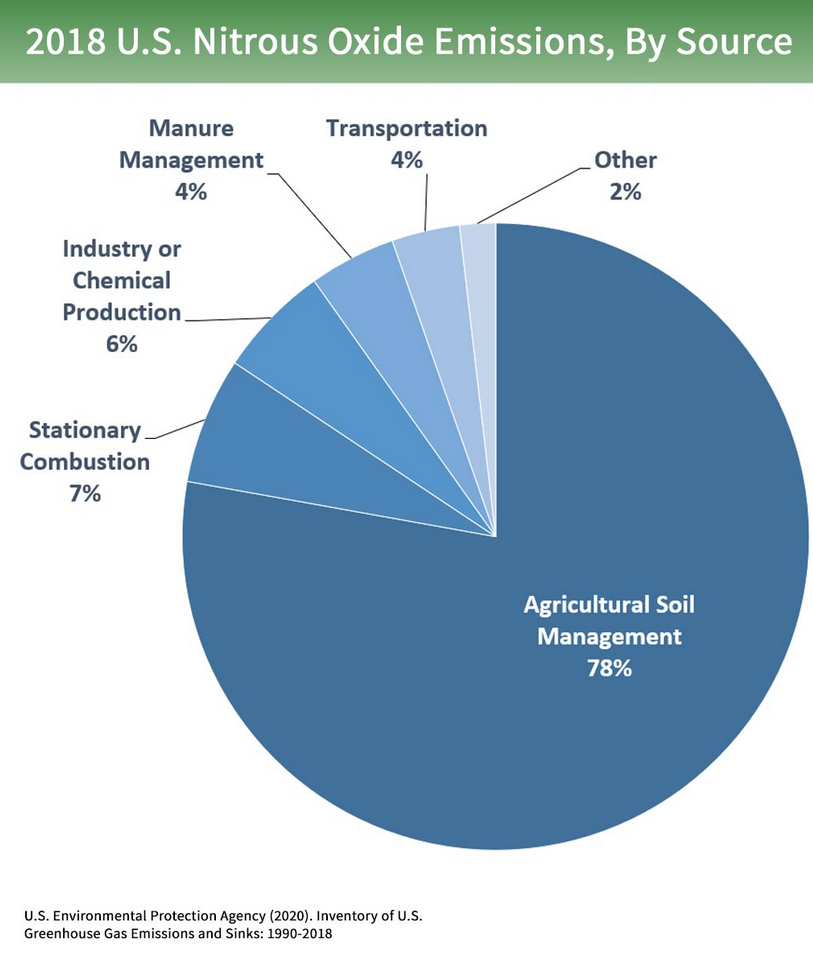 2018 U.S. Nitrous Oxide Emissions, By Source
Manure
Management
4%
Transportation
4%
Other
2%
Industry or
Chemical
Production
6%
Stationary
Combustion
7%
Agricultural Soil
Management
78%
U.S. Environmental Protection Agency (2020). Inventory of U.S.
Greenhouse Gas Emissions and Sinks: 1990-2018